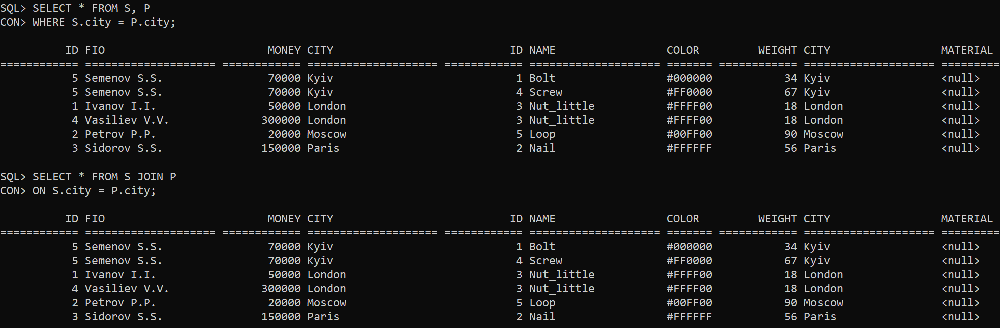 SQL> SELECT * FROM S, P
CON> WHERE S.city = P.city;
ID FIO MONEY CITY ID NAME COLOR WEIGHT CITY MATERIAL
============ ==================== ============ ==================== ============ ==================== ======= ============ ==================== =========
5 Semenov S.S. 70000 Kyiv 1 Bolt #000000 34 Kyiv <null>
5 Semenov S.S. 70000 Kyiv 4 Screw #FF0000 67 Kyiv <null>
1 Ivanov I.I. 50000 London 3 Nut_little #FFFF00 18 London <null>
4 Vasiliev V.V. 300000 London 3 Nut_little #FFFF00 18 London <null>
2 Petrov P.P. 20000 Moscow 5 Loop #00FF00 90 Moscow <null>
3 Sidorov S.S. 150000 Paris 2 Nail #FFFFFF 56 Paris <null>
SQL> SELECT * FROM S JOIN P
CON> ON S.city = P.city;
ID FIO MONEY CITY ID NAME COLOR WEIGHT CITY MATERIAL
============ ==================== ============ ==================== ============ ==================== ======= ============ ==================== =========
5 Semenov S.S. 70000 Kyiv 1 Bolt #000000 34 Kyiv <null>
5 Semenov S.S. 70000 Kyiv 4 Screw #FF0000 67 Kyiv <null>
1 Ivanov I.I. 50000 London 3 Nut_little #FFFF00 18 London <null>
4 Vasiliev V.V. 300000 London 3 Nut_little #FFFF00 18 London <null>
2 Petrov P.P. 20000 Moscow 5 Loop #00FF00 90 Moscow <null>
3 Sidorov S.S. 150000 Paris 2 Nail #FFFFFF 56 Paris <null>